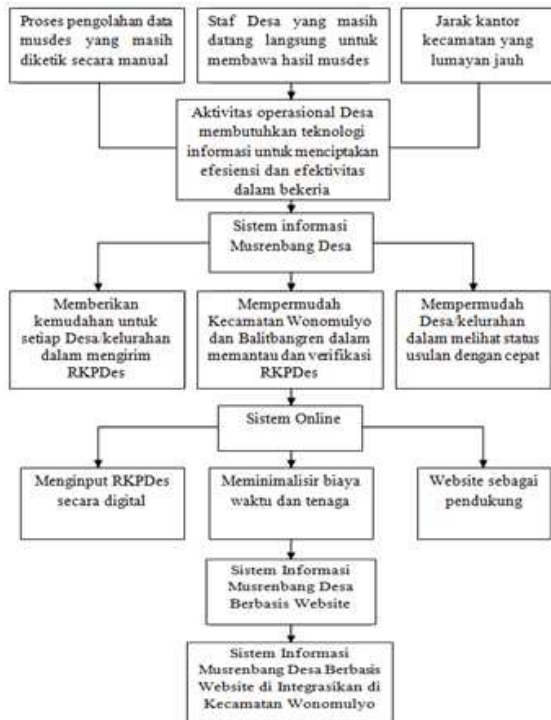 Proses pengolahan data
musdes yang masih
diketik secara manual
Staf Desa yang masih
datang langsung untuk
membawa hasil musdes
Jarak kantor
kecamatan yang
lumayan jauh
Aktivitas operasional Desa
membutuhkan teknologi
informasi untuk menciptakan
efesiensi dan efektivitas
dalam bekerja
Sistem informasi
Musrenbang Desa
Memberikan
kemudahan untuk
setiap Desa/kelurahan
dalam mengirim
RKPDes
Mempermudah
Kecamatan Wonomulyo
dan Balitbangren dalam
memantau dan verifikasi
RKPDes
Mempermudah
Desa/kelurahan
dalam melihat status
usulan dengan cepat
Sistem Online
Menginput RKPDes
secara digital
Meminimalisir biaya
waktu dan tenaga
Website sebagai
pendukung
Sistem Informasi
Musrenbang Desa
Berbasis Website
Sistem Informasi
Musrenbang Desa Berbasis
Website di Integrasikan di
Kecamatan Wonomulyo